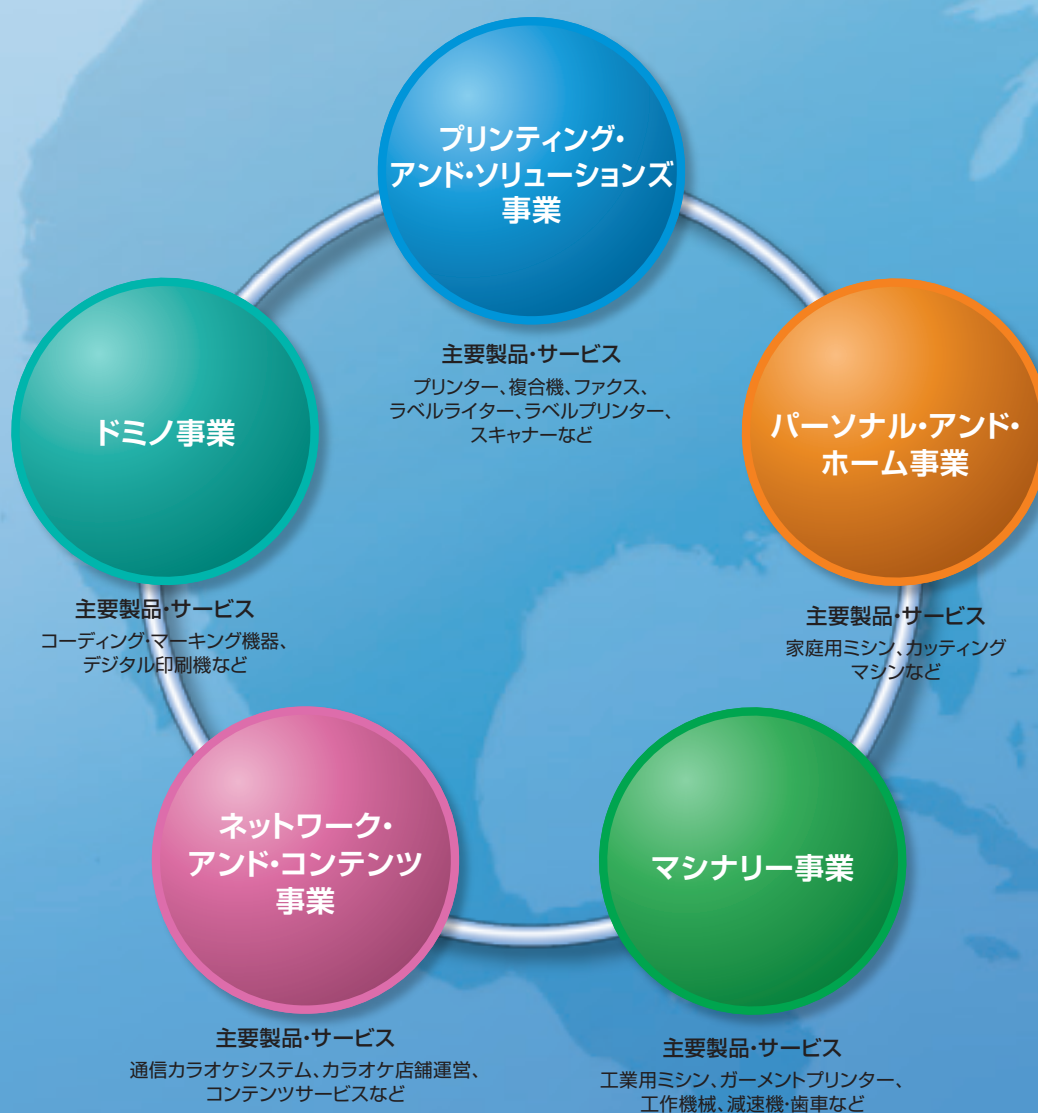 プリンティング・
アンド・ソリューションズ
事業
主要製品・サービス
プリンター、複合機、ファクス、
ラベルライター、ラベルプリンター、
スキャナーなど
ドミノ事業
主要製品・サービス
コーディング・マーキング機器、
デジタル印刷機など
パーソナル・アンド・
ホーム事業
主要製品・サービス
家庭用ミシン、カッティング
マシンなど
ネットワーク・
アンド・コンテンツ
事業
主要製品・サービス
通信カラオケシステム、カラオケ店舗運営、
コンテンツサービスなど
マシナリー事業
主要製品・サービス
工業用ミシン、ガーメントプリンター、
工作機械、減速機・歯車など